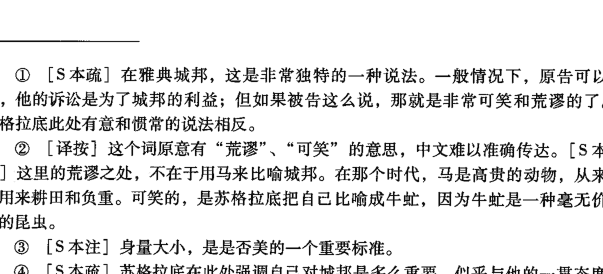 ① [S本疏] 在雅典城邦，这是非常独特的一种说法。一般情况下，原告可以
，他的诉讼是为了城邦的利益；但如果被告这么说，那就是非常可笑和荒谬的了。
格拉底此处有意和惯常的说法相反。
② [译按] 这个词原意有“荒谬”、“可笑”的意思，中文难以准确传达。[S本
] 这里的荒谬之处，不在于用马来比喻城邦。在那个时代，马是高贵的动物，从来
用来耕田和负重。可笑的，是苏格拉底把自己比喻成牛虻，因为牛虻是一种毫无价
的昆虫。
③ [S本注] 身量大小，是是否美的一个重要标准。
④ [S本疏] 苏格拉底在此处强调自己对城邦是多么重要，似乎与他的一贯态度